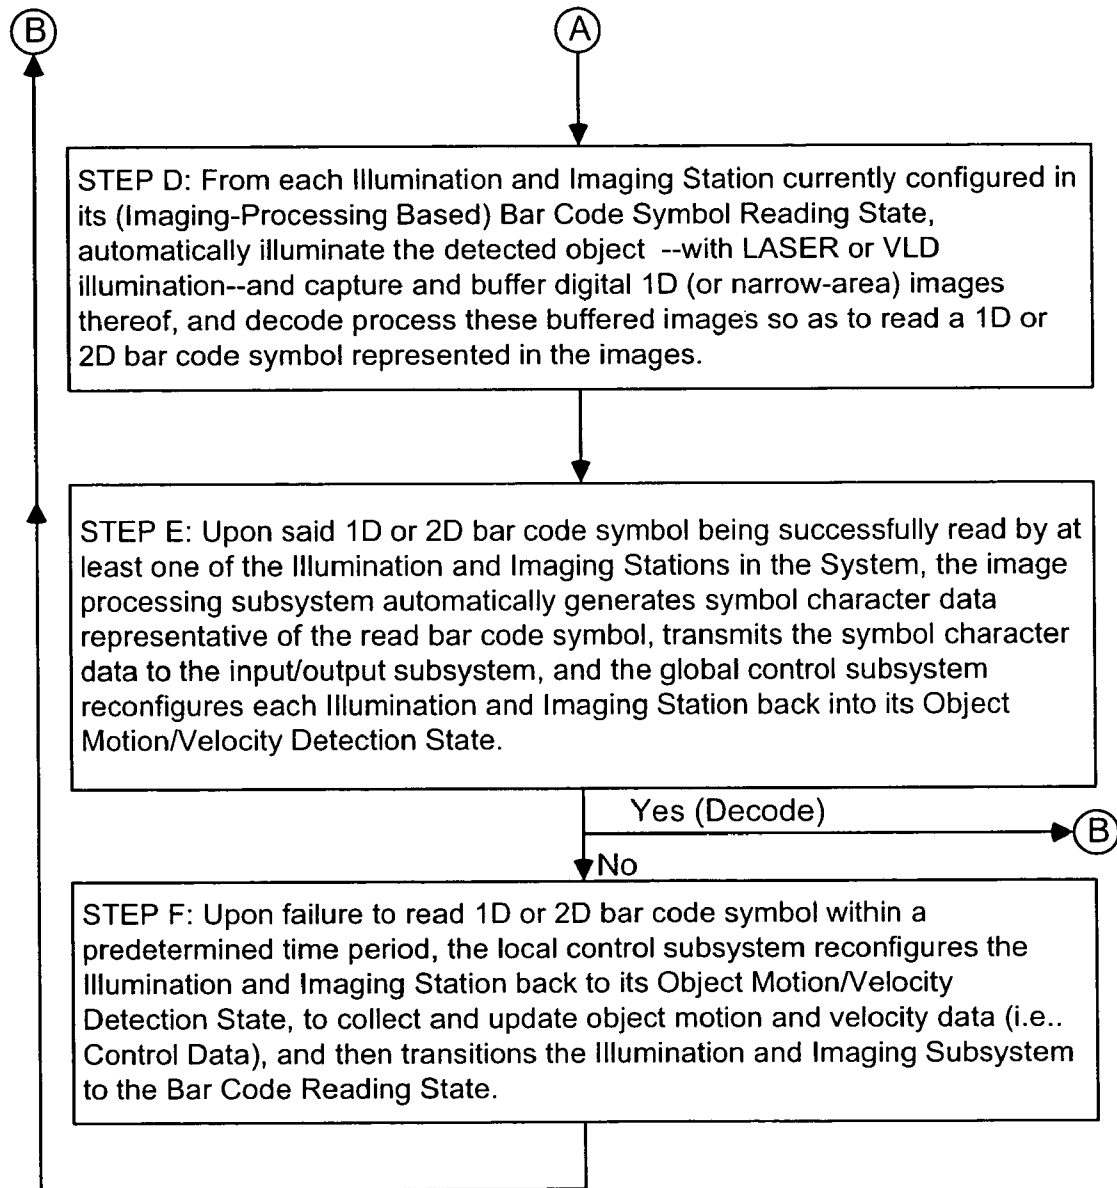 B
A
STEP D: From each Illumination and Imaging Station currently configured in
its (Imaging-Processing Based) Bar Code Symbol Reading State,
automatically illuminate the detected object --with LASER or VLD
illumination--and capture and buffer digital 1D (or narrow-area) images
thereof, and decode process these buffered images so as to read a 1D or
2D bar code symbol represented in the images.
STEP E: Upon said 1D or 2D bar code symbol being successfully read by at
least one of the Illumination and Imaging Stations in the System, the image
processing subsystem automatically generates symbol character data
representative of the read bar code symbol, transmits the symbol character
data to the input/output subsystem, and the global control subsystem
reconfigures each Illumination and Imaging Station back into its Object
Motion/Velocity Detection State.
Yes (Decode)
B
No
STEP F: Upon failure to read 1D or 2D bar code symbol within a
predetermined time period, the local control subsystem reconfigures the
Illumination and Imaging Station back to its Object Motion/Velocity
Detection State, to collect and update object motion and velocity data (i.e..
Control Data), and then transitions the Illumination and Imaging Subsystem
to the Bar Code Reading State.